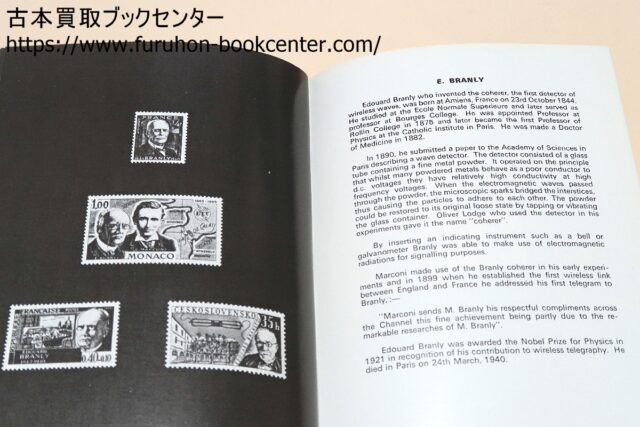 古本買取ブックセンター
https://www.furuhon-bookcenter.com/
FRANCE
BRANLY
1,00
MONACO
FRANÇAISE
EDOUARD
BRANLY
0,40+0,10
ČESKOSLOVENSKO
35h
E. BRANLY
Edouard Branly who invented the coherer, the first detector of
wireless waves, was born at Amiens, France on 23rd October 1844.
He studied at the Ecole Normale Superieure and later served as
professor at Bourges College. He was appointed Professor at
Rollin College in 1878 and later became the first Professor of
Physics at the Catholic Institute in Paris. He was made a Doctor
of Medicine in 1882.
In 1890, he submitted a paper to the Academy of Sciences in
Paris describing a wave detector. The detector consisted of a glass
tube containing a fine metal powder. It operated on the principle
that whilst many powdered metals behave as a poor conductor to
d.c. voltages they have relatively high conductivity at high
frequency voltages. When the electromagnetic waves passed
through the powder, the microscopic sparks bridged the interstices,
thus causing the particles to adhere to each other. The powder
could be restored to its original loose state by tapping or vibrating
the glass container. Oliver Lodge who used the detector in his
experiments gave it the name "coherer".
By inserting an indicating instrument such as a bell or
galvanometer Branly was able to make use of electromagnetic
radiations for signalling purposes.
Marconi made use of the Branly coherer in his early exper-
iments and in 1899 when he established the first wireless link
between England and France he addressed his first telegram to
Branly, :—
"Marconi sends M. Branly his respectful compliments across
the Channel this fine achievement being partly due to the re-
markable researches of M. Branly".
Edouard Branly was awarded the Nobel Prize for Physics in
1921 in recognition of his contribution to wireless telegraphy. He
died in Paris on 24th March, 1940.